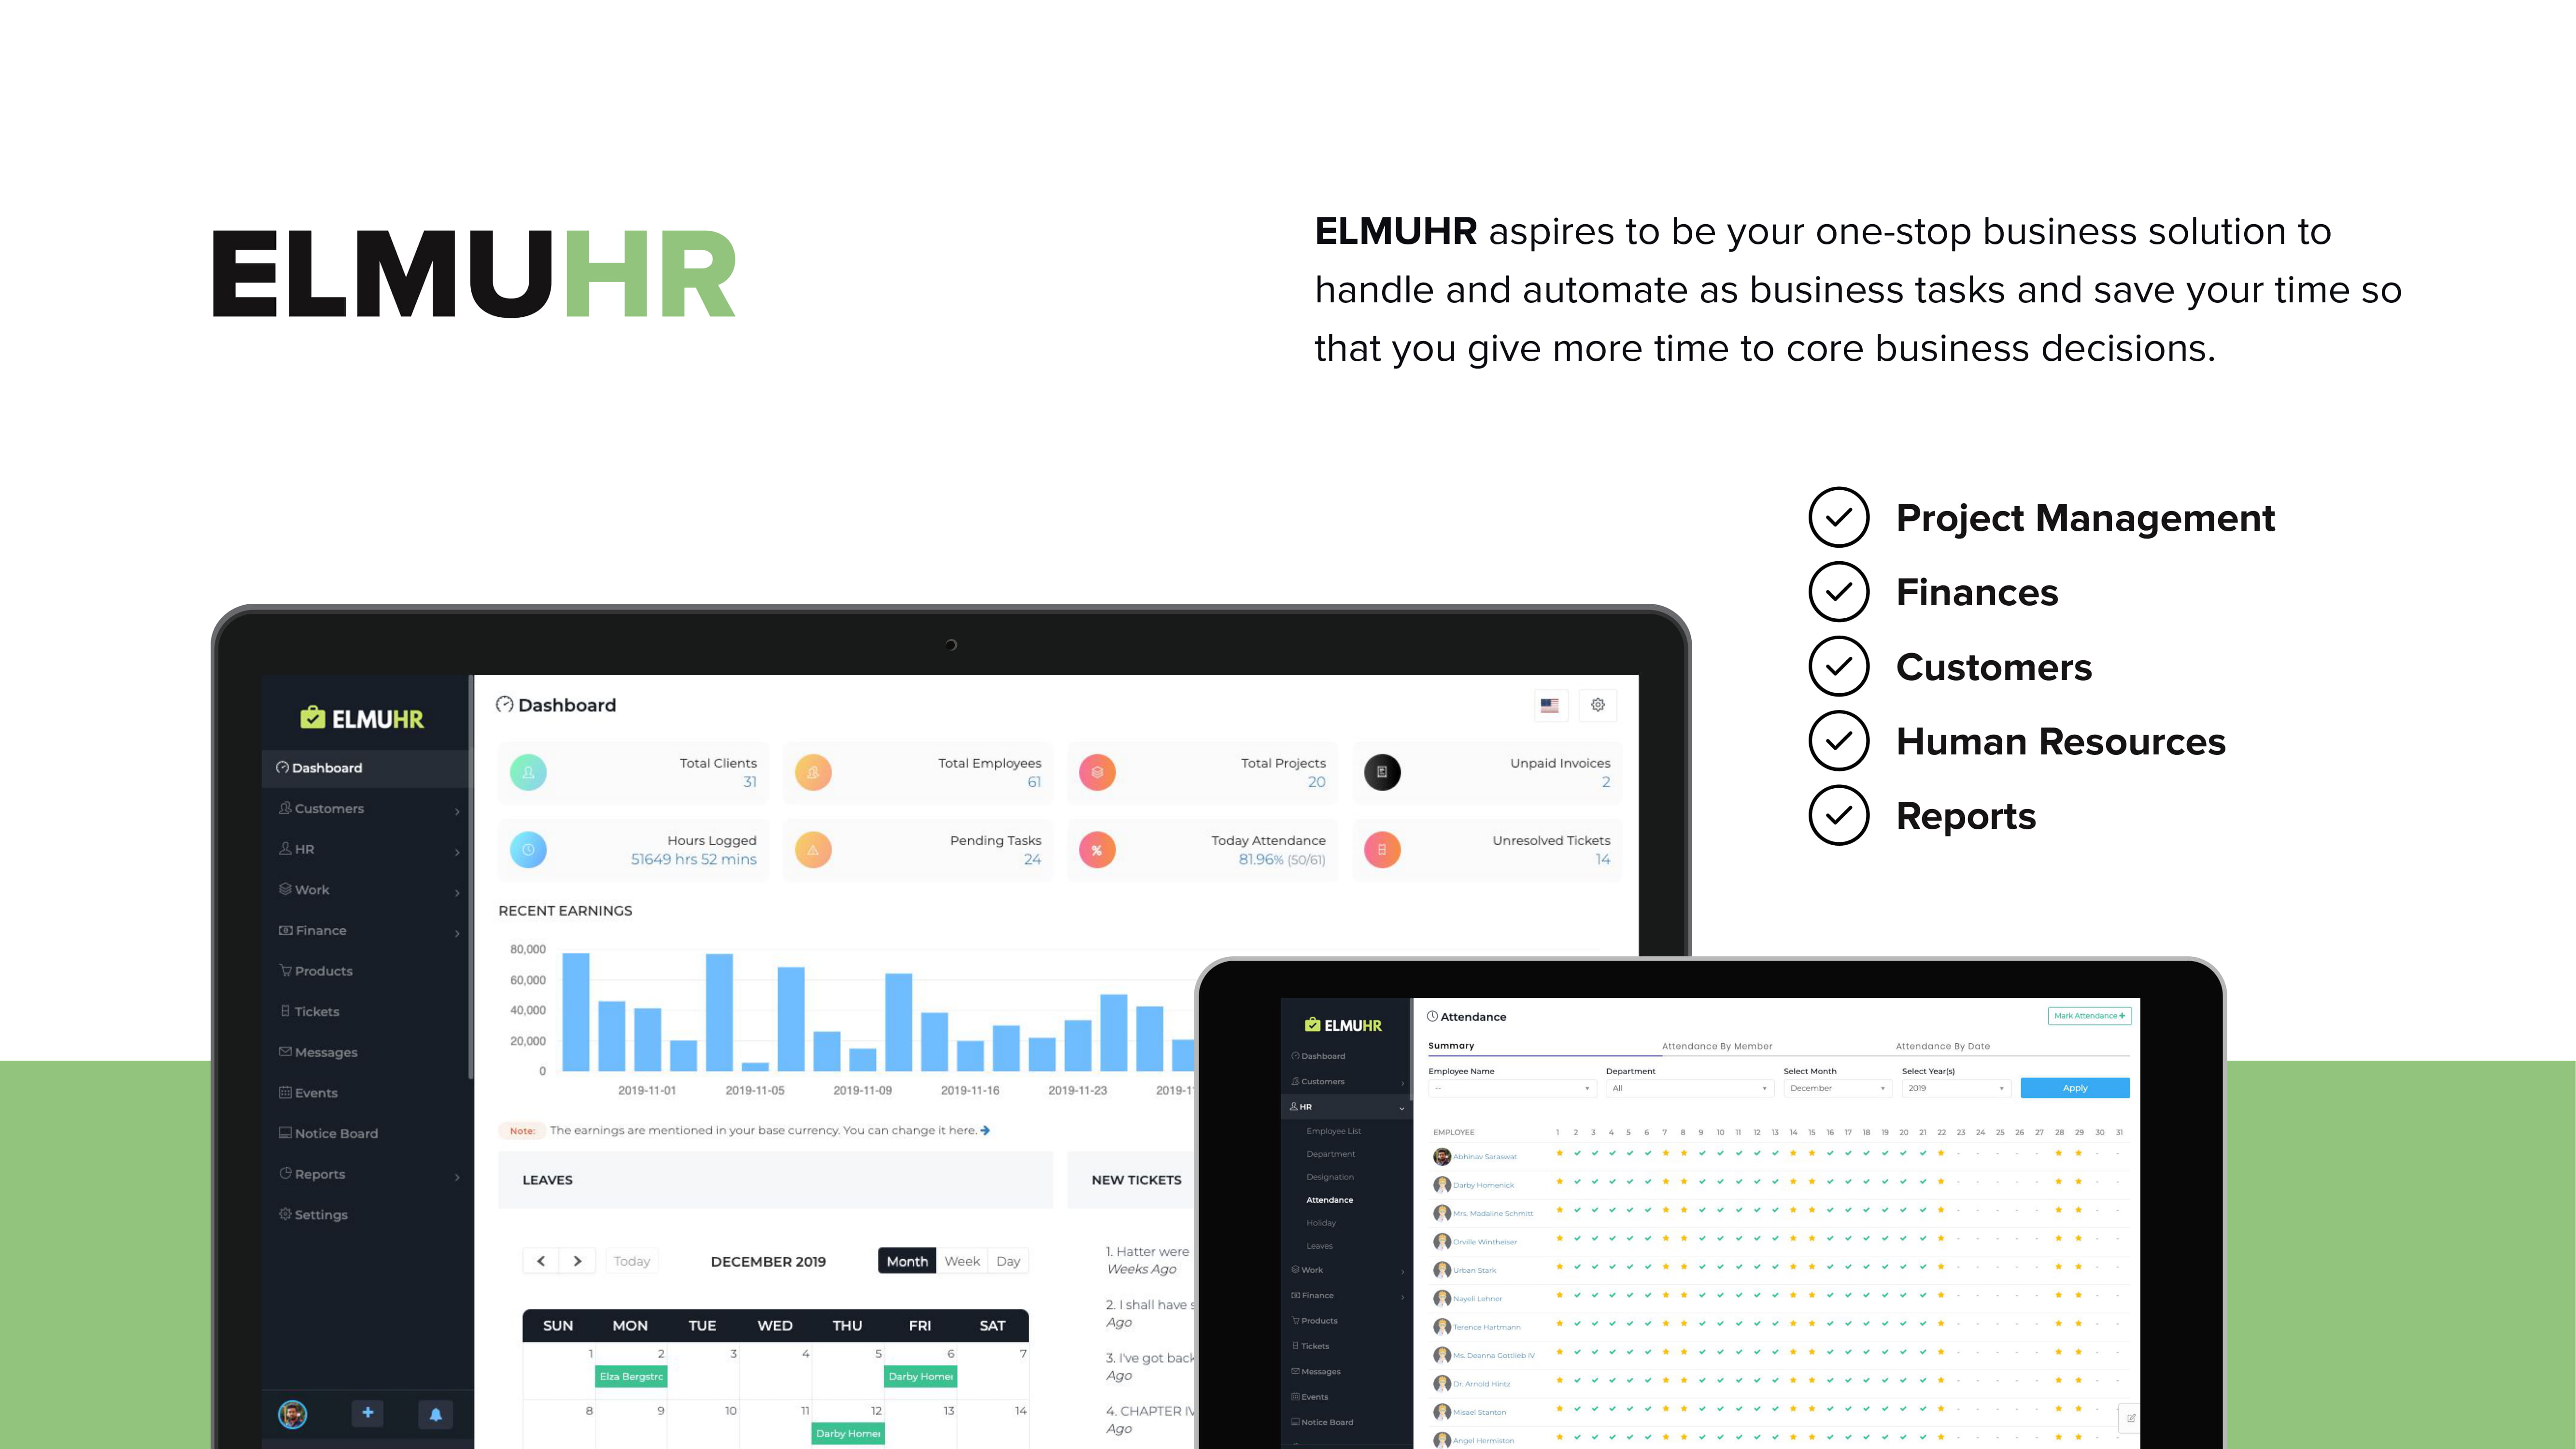 ELMUHR
ELMUHR aspires to be your one-stop business solution to
handle and automate as business tasks and save your time so
that you give more time to core business decisions.
Project Management
Finances
Customers
Human Resources
Reports
ELMUHR
Dashboard
Customers
HR
Work
Finance
Products
Tickets
Messages
Events
Notice Board
Reports
Settings
Dashboard
Total Clients
31
Total Employees
61
Total Projects
20
Unpaid Invoices
2
Hours Logged
51649 hrs 52 mins
Pending Tasks
24
Today Attendance
81.96% (50/61)
Unresolved Tickets
14
RECENT EARNINGS
80,000
60,000
40,000
20,000
0
2019-11-01 2019-11-05 2019-11-09 2019-11-16 2019-11-23 2019-1
Note: The earnings are mentioned in your base currency. You can change it here.
LEAVES
Today DECEMBER 2019 Month Week Day
SUN MON TUE WED THU FRI SAT
1 2 3 4 5 6 7
Elza Bergstrc Darby Homei
8 9 10 11 12 13 14
Darby Homei
NEW TICKETS
1. Hatter were
Weeks Ago
2. I shall have s
Ago
3. I've got back
Ago
4. CHAPTER IV
Ago
ELMUHR
Dashboard
Customers
HR
Employee List
Department
Designation
Attendance
Holiday
Leaves
Work
Finance
Products
Tickets
Messages
Events
Notice Board
Attendance
Mark Attendance +
Summary Attendance By Member Attendance By Date
Employee Name Department Select Month Select Year(s)
-- All December 2019 Apply
EMPLOYEE 1 2 3 4 5 6 7 8 9 10 11 12 13 14 15 16 17 18 19 20 21 22 23 24 25 26 27 28 29 30 31
Abhinav Saraswat
Darby Homenick
Mrs. Madaline Schmitt
Orville Wintheiser
Urban Stark
Nayeli Lehner
Terence Hartmann
Ms. Deanna Gottlieb IV
Dr. Arnold Hintz
Misael Stanton
Angel Hermiston